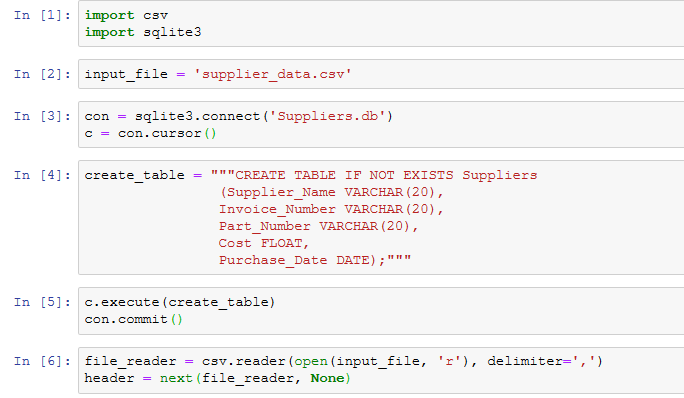 In [1]: import csv
import sqlite3
In [2]: input_file = 'supplier_data.csv'
In [3]: con = sqlite3.connect('Suppliers.db')
c = con.cursor()
In [4]: create_table = """CREATE TABLE IF NOT EXISTS Suppliers
(Supplier_Name VARCHAR(20),
Invoice_Number VARCHAR(20),
Part_Number VARCHAR(20),
Cost FLOAT,
Purchase_Date DATE);"""
In [5]: c.execute(create_table)
con.commit()
In [6]: file_reader = csv.reader(open(input_file, 'r'), delimiter=',')
header = next(file_reader, None)